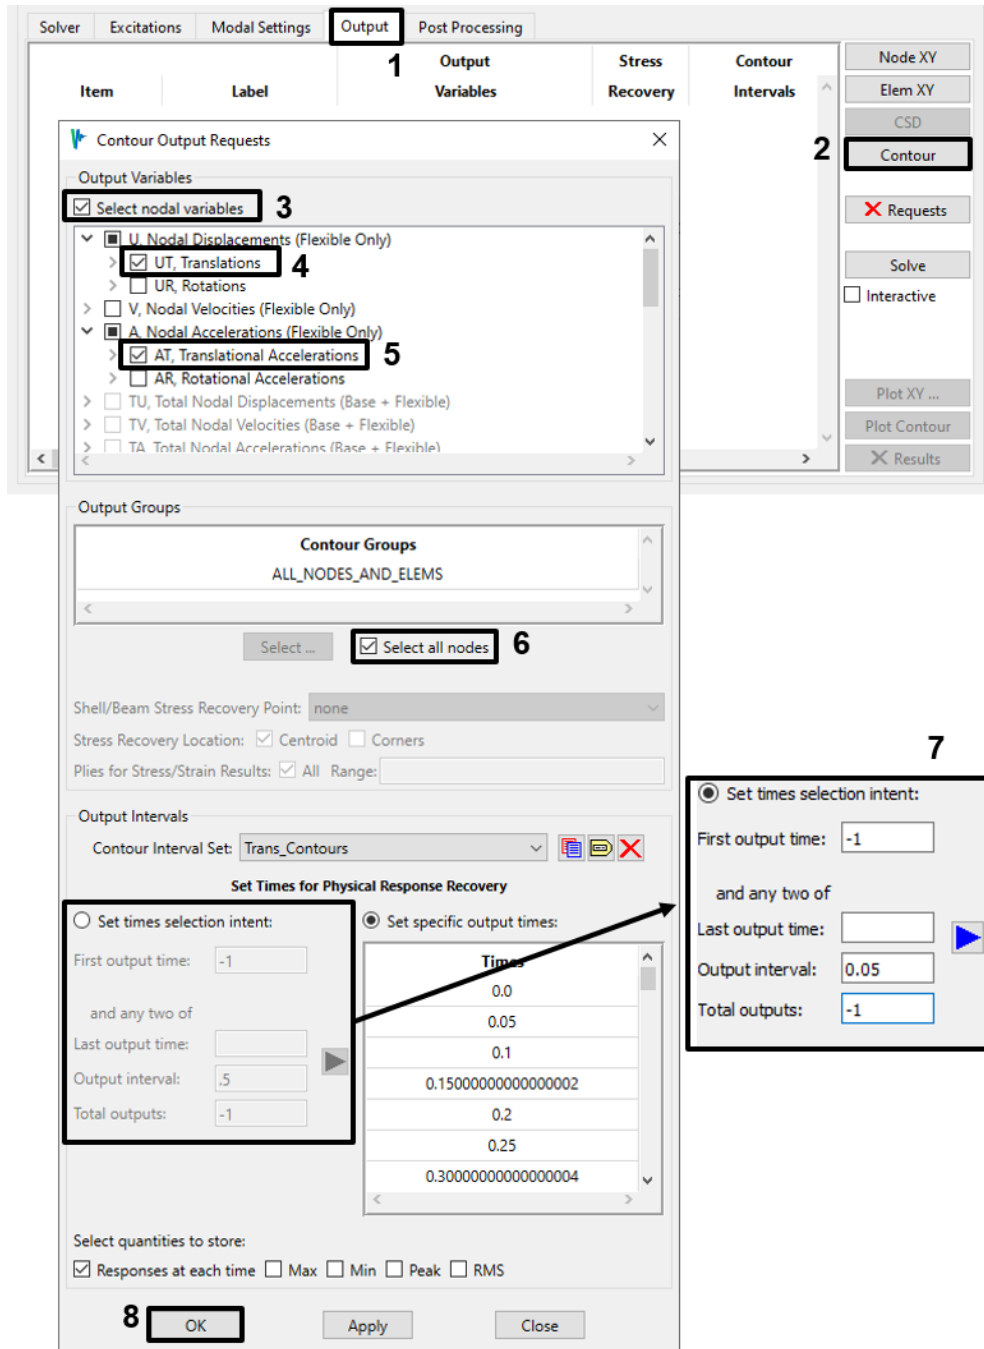 Solver Excitations Modal Settings Output Post Processing
1
Output Stress Contour
Item Label Variables Recovery Intervals
Node XY
Elem XY
CSD
2 Contour
Requests
Solve
Interactive
Plot XY ...
Plot Contour
Results
Contour Output Requests
Output Variables
Select nodal variables 3
U, Nodal Displacements (Flexible Only)
UT, Translations 4
UR, Rotations
V, Nodal Velocities (Flexible Only)
A, Nodal Accelerations (Flexible Only)
AT, Translational Accelerations 5
AR, Rotational Accelerations
TU, Total Nodal Displacements (Base + Flexible)
TV, Total Nodal Velocities (Base + Flexible)
TA, Total Nodal Accelerations (Base + Flexible)
Output Groups
Contour Groups
ALL_NODES_AND_ELEMS
Select ... Select all nodes 6
Shell/Beam Stress Recovery Point: none
Stress Recovery Location: Centroid Corners
Plies for Stress/Strain Results: All Range:
Output Intervals
Contour Interval Set: Trans_Contours
Set Times for Physical Response Recovery
Set times selection intent:
First output time: -1
and any two of
Last output time:
Output interval: .5
Total outputs: -1
Set specific output times:
Times
0.0
0.05
0.1
0.15000000000000002
0.2
0.25
0.30000000000000004
7
Set times selection intent:
First output time: -1
and any two of
Last output time:
Output interval: 0.05
Total outputs: -1
Select quantities to store:
Responses at each time Max Min Peak RMS
8 OK Apply Close